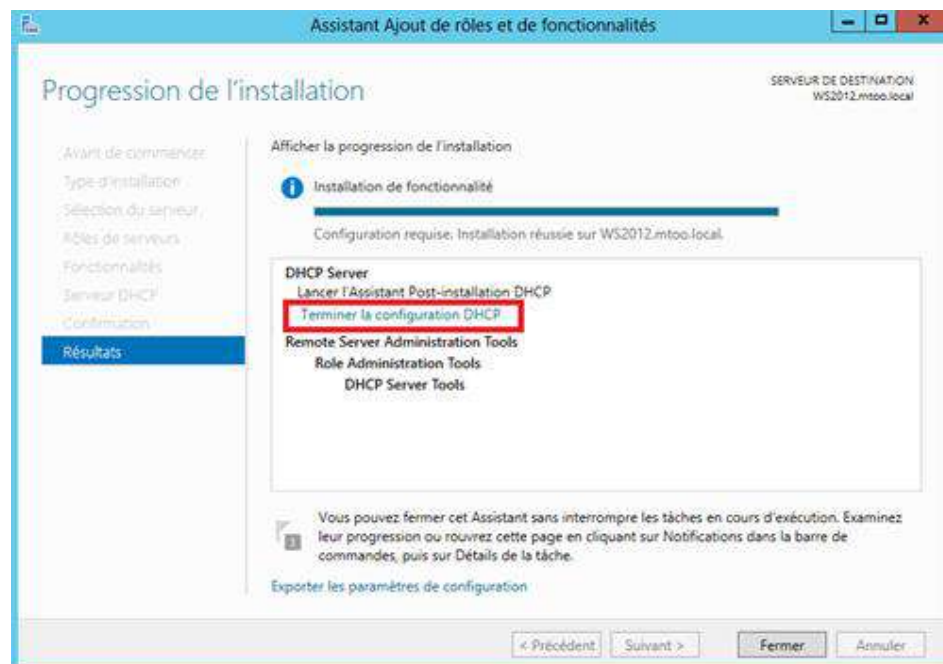 Assistant Ajout de rôles et de fonctionnalités
Progression de l'installation
SERVEUR DE DESTINATION
WS2012.mtoo.local
Avant de commencer
Type d'installation
Sélection du serveur
Rôles de serveurs
Fonctionnalités
Serveur DHCP
Confirmation
Résultats
Afficher la progression de l'installation
Installation de fonctionnalité
Configuration requise. Installation réussie sur WS2012.mtoo.local.
DHCP Server
Lancer l'Assistant Post-installation DHCP
Terminer la configuration DHCP
Remote Server Administration Tools
Role Administration Tools
DHCP Server Tools
Vous pouvez fermer cet Assistant sans interrompre les tâches en cours d'exécution. Examinez
leur progression ou rouvrez cette page en cliquant sur Notifications dans la barre de
commandes, puis sur Détails de la tâche.
Exporter les paramètres de configuration
< Précédent
Suivant >
Fermer
Annuler